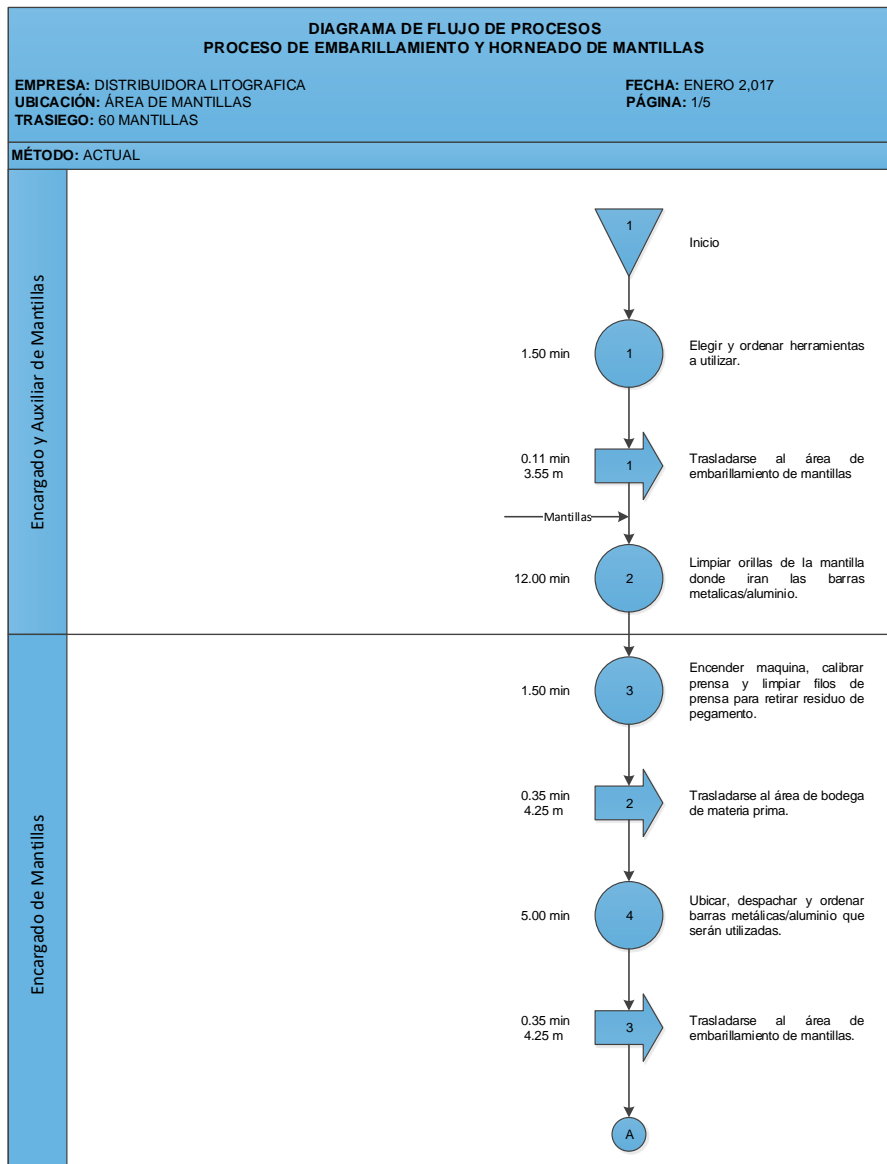 DIAGRAMA DE FLUJO DE PROCESOS
PROCESO DE EMBARILLAMIENTO Y HORNEADO DE MANTILLAS
EMPRESA: DISTRIBUIDORA LITOGRAFICA
UBICACIÓN: ÁREA DE MANTILLAS
TRASIEGO: 60 MANTILLAS
FECHA: ENERO 2,017
PÁGINA: 1/5
MÉTODO: ACTUAL
Encargado y Auxiliar de Mantillas
1
Inicio
1.50 min
1
Elegir y ordenar herramientas
a utilizar.
0.11 min
3.55 m
1
Trasladarse al área de
embarillamiento de mantillas
Mantillas
12.00 min
2
Limpiar orillas de la mantilla
donde iran las barras
metalicas/aluminio.
Encargado de Mantillas
1.50 min
3
Encender maquina, calibrar
prensa y limpiar filos de
prensa para retirar residuo de
pegamento.
0.35 min
4.25 m
2
Trasladarse al área de bodega
de materia prima.
5.00 min
4
Ubicar, despachar y ordenar
barras metálicas/aluminio que
serán utilizadas.
0.35 min
4.25 m
3
Trasladarse al área de
embarillamiento de mantillas.
A